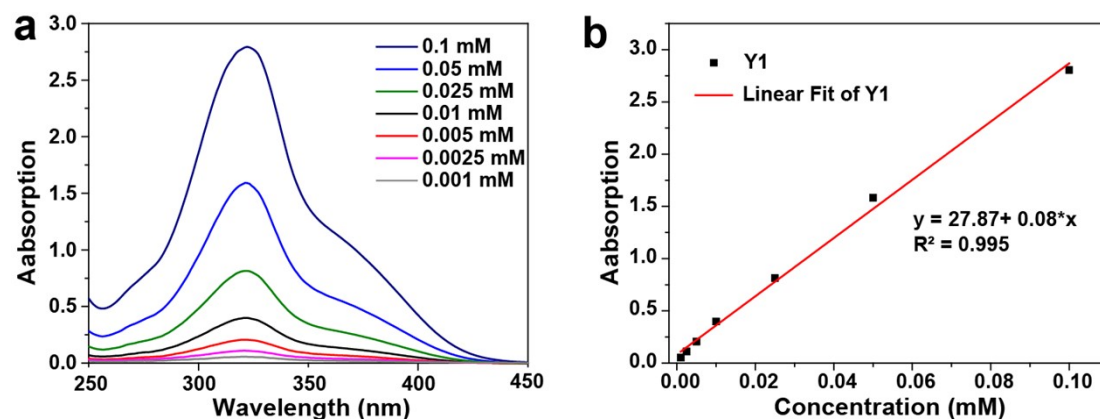 a
3.0
2.5
2.0
1.5
1.0
0.5
0.0
Aabsorption
250
300
350
400
450
Wavelength (nm)
0.1 mM
0.05 mM
0.025 mM
0.01 mM
0.005 mM
0.0025 mM
0.001 mM
b
3.0
2.5
2.0
1.5
1.0
0.5
0.0
Aabsorption
0.00
0.02
0.04
0.06
0.08
0.10
Concentration (mM)
Y1
Linear Fit of Y1
y = 27.87+ 0.08*x
R² = 0.995